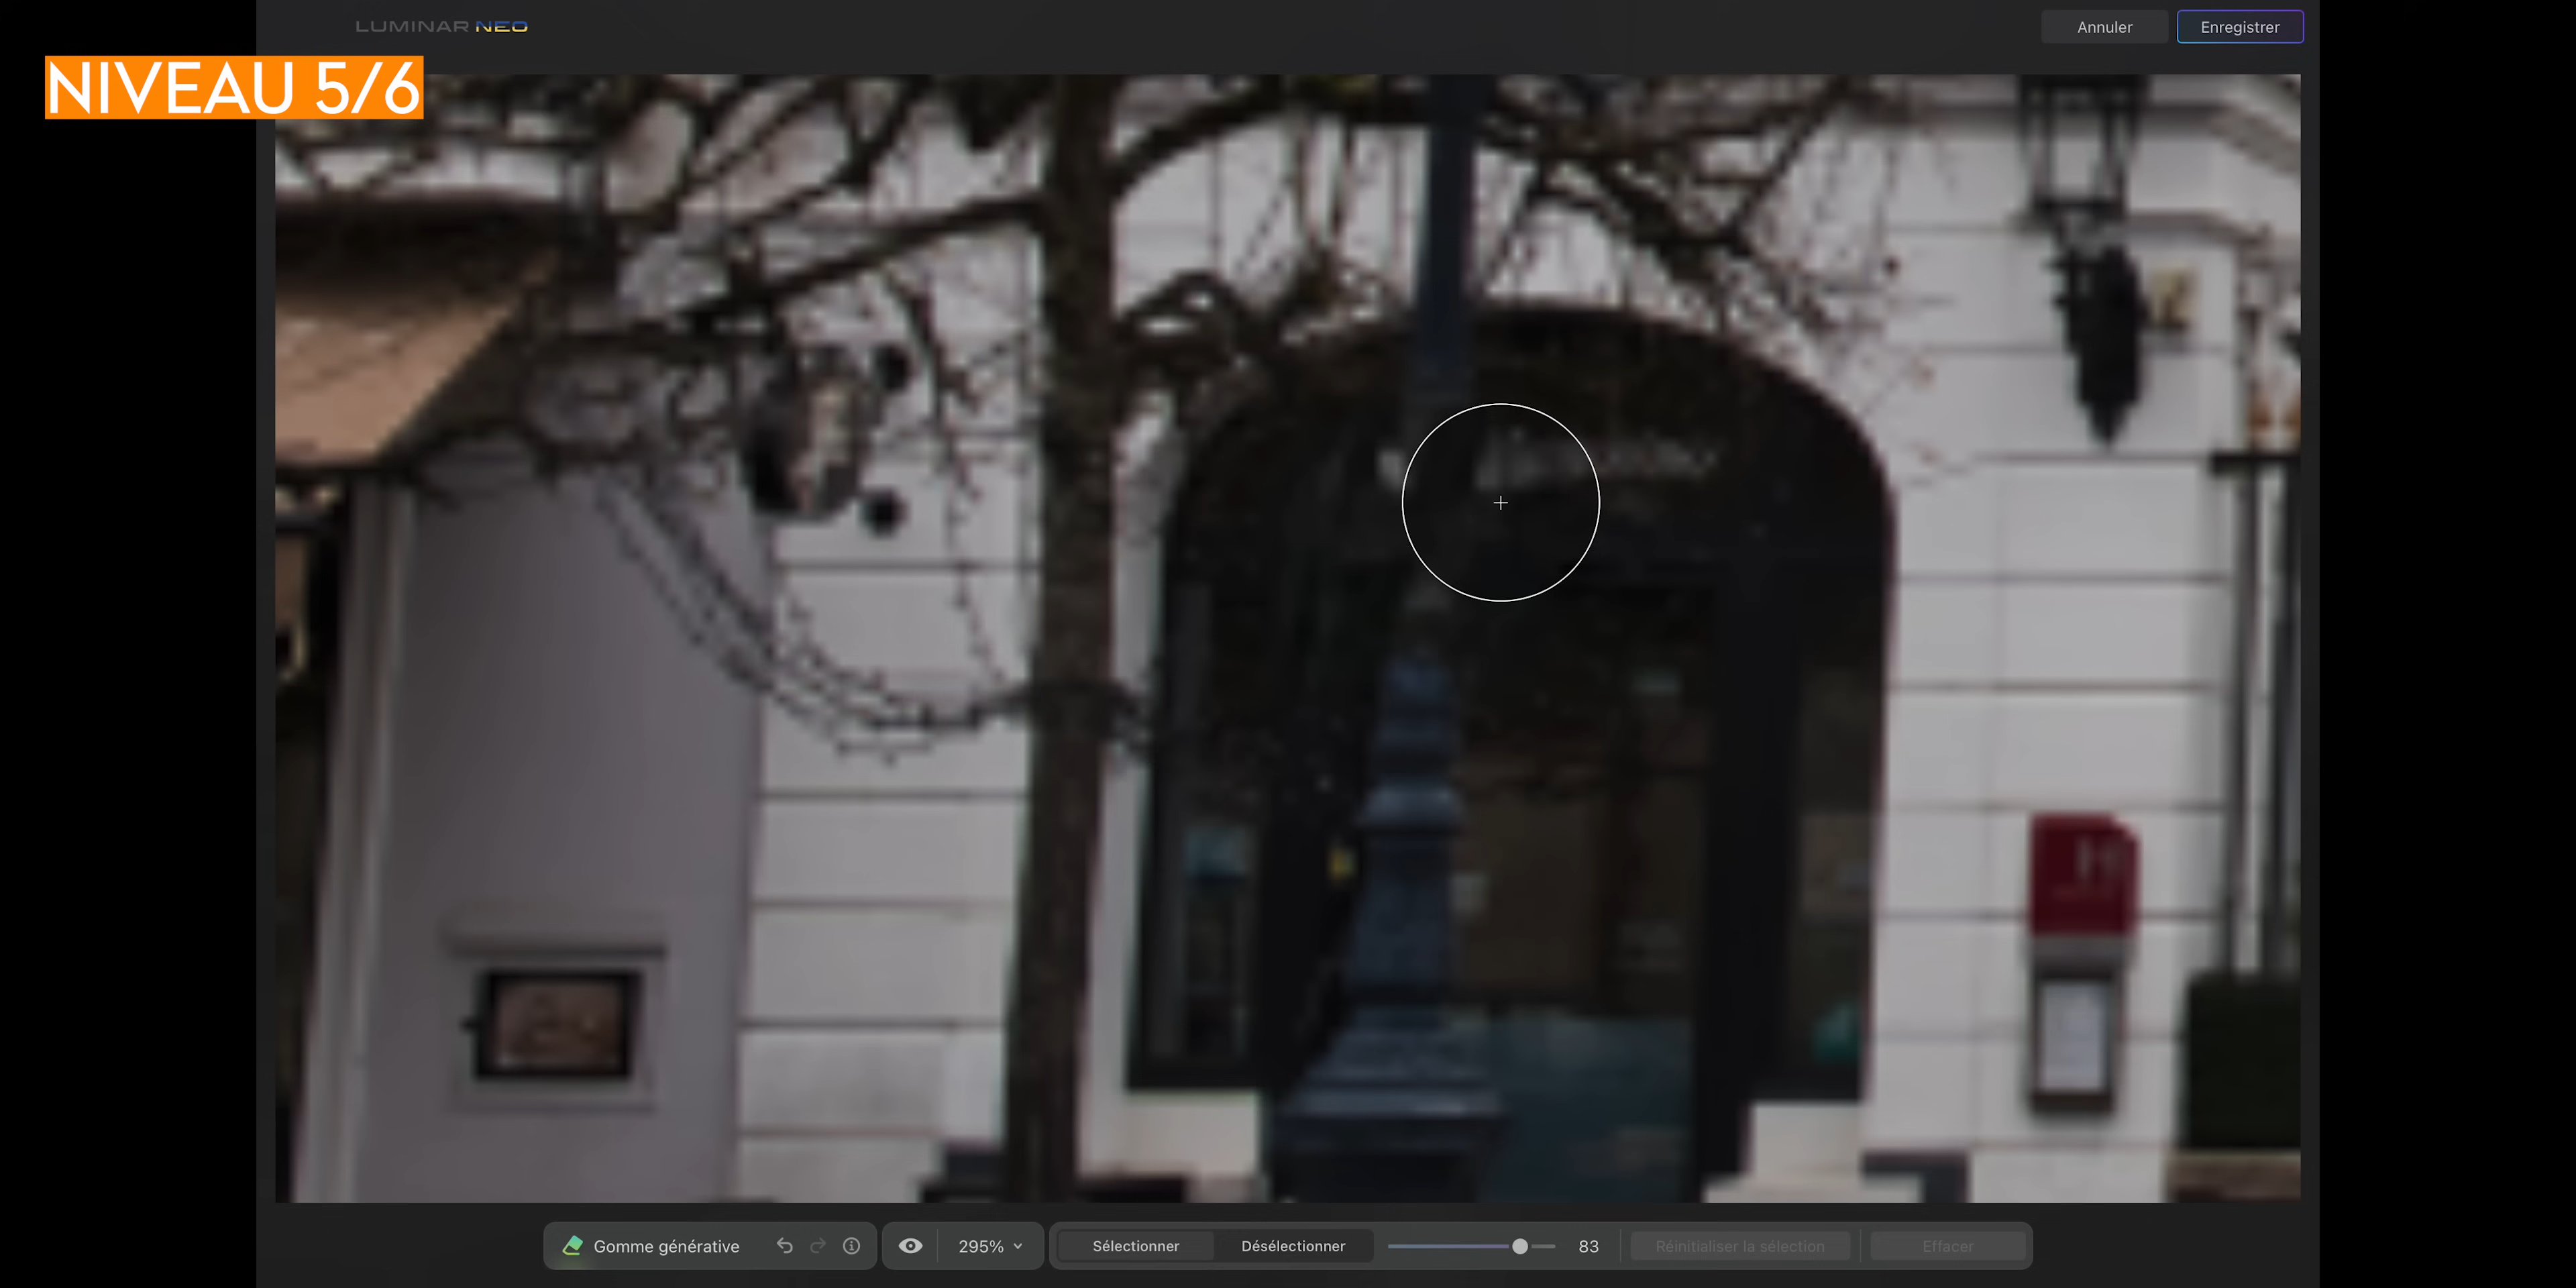 LUMINAR NEO
Annuler
Enregistrer
NIVEAU 5/6
H
Gomme générative
295%
Sélectionner
Désélectionner
83
Réinitialiser la sélection
Effacer